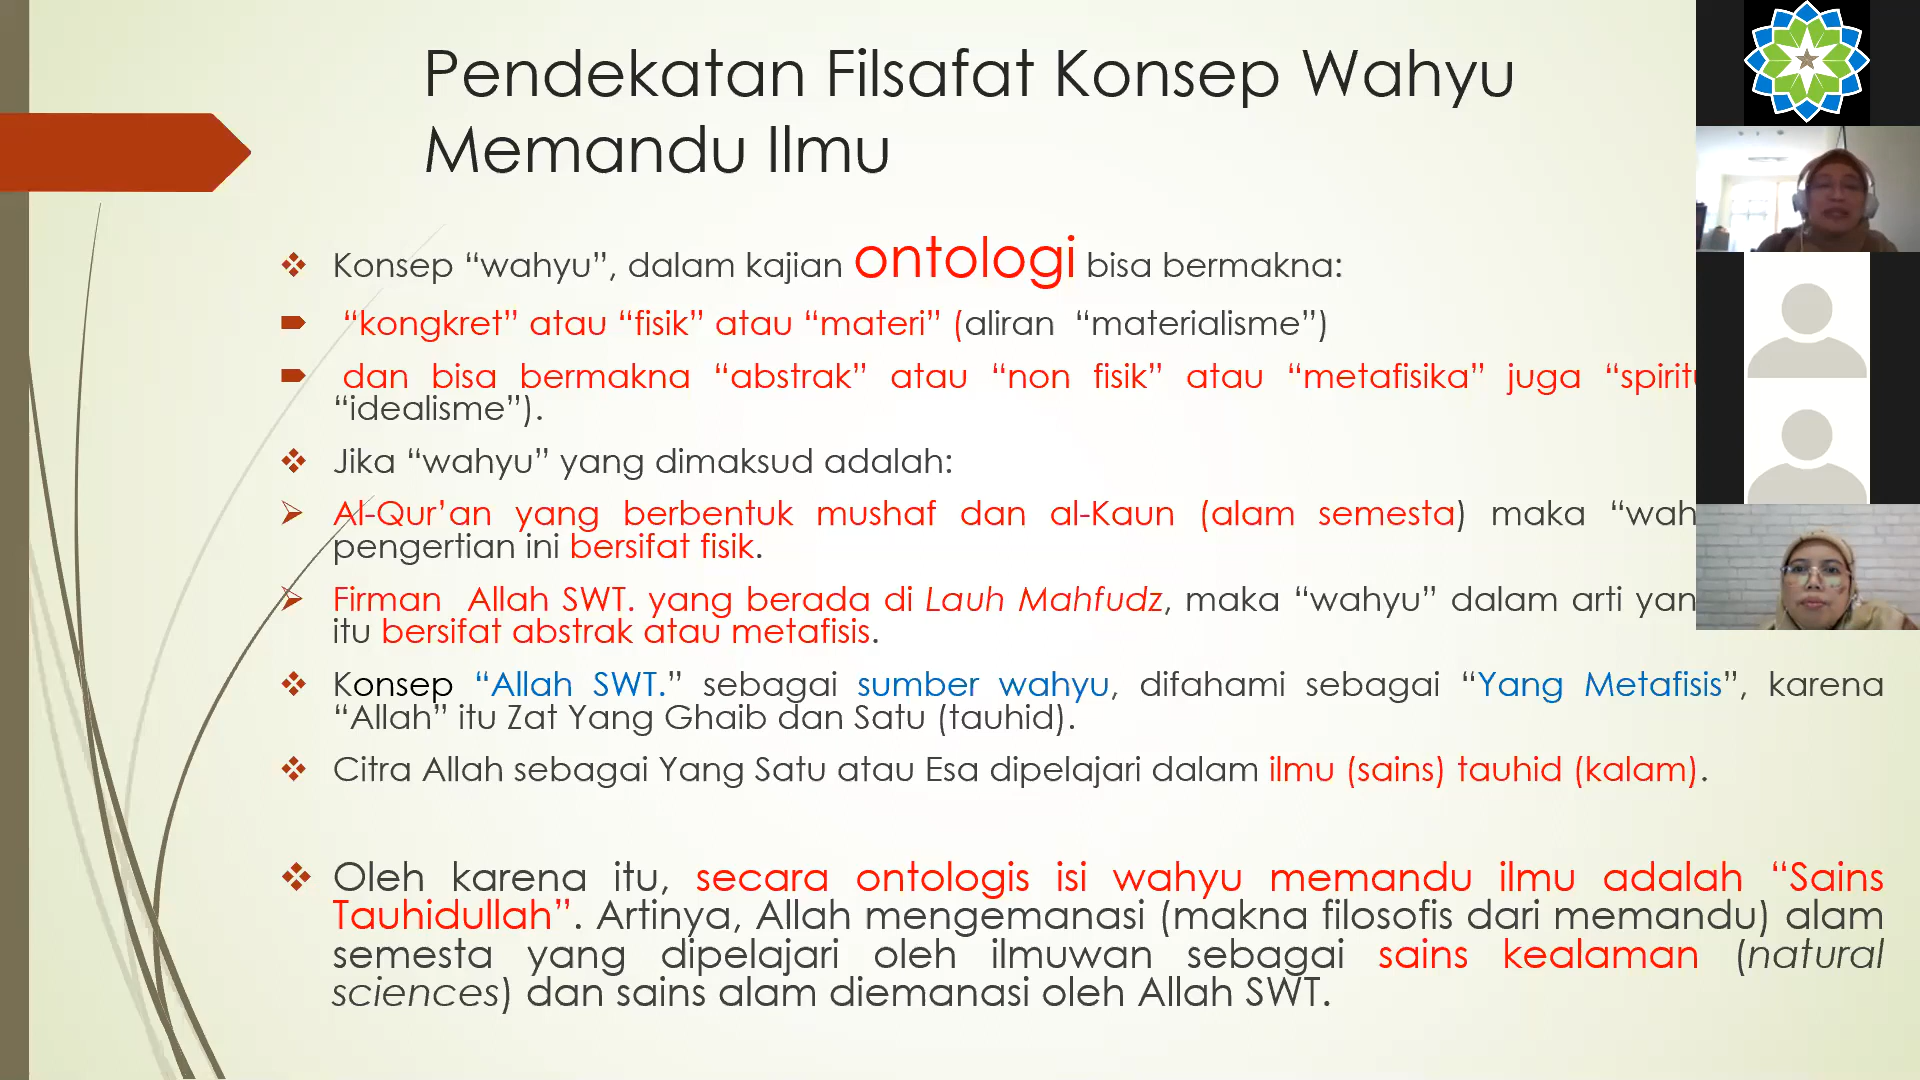 Pendekatan Filsafat Konsep Wahyu
Memandu Ilmu
Konsep “wahyu”, dalam kajian ontologi bisa bermakna:
“kongkret” atau “fisik” atau “materi” (aliran “materialisme”)
dan bisa bermakna “abstrak” atau “non fisik” atau “metafisika” juga
“idealisme”).
Jika “wahyu” yang dimaksud adalah:
Al-Qur’an yang berbentuk mushaf dan al-Kaun (alam semesta) maka
pengertian ini bersifat fisik.
Firman Allah SWT. yang berada di Lauh Mahfudz, maka “wahyu” dalam arti
itu bersifat abstrak atau metafisis.
Konsep “Allah SWT.” sebagai sumber wahyu, difahami sebagai “Yang Metafisis”, karena
“Allah” itu Zat Yang Ghaib dan Satu (tauhid).
Citra Allah sebagai Yang Satu atau Esa dipelajari dalam ilmu (sains) tauhid (kalam).
Oleh karena itu, secara ontologis isi wahyu memandu ilmu adalah “Sains
Tauhidullah”. Artinya, Allah mengemanasi (makna filosofis dari memandu) alam
semesta yang dipelajari oleh ilmuwan sebagai sains kealaman (natural
sciences) dan sains alam diemanasi oleh Allah SWT.